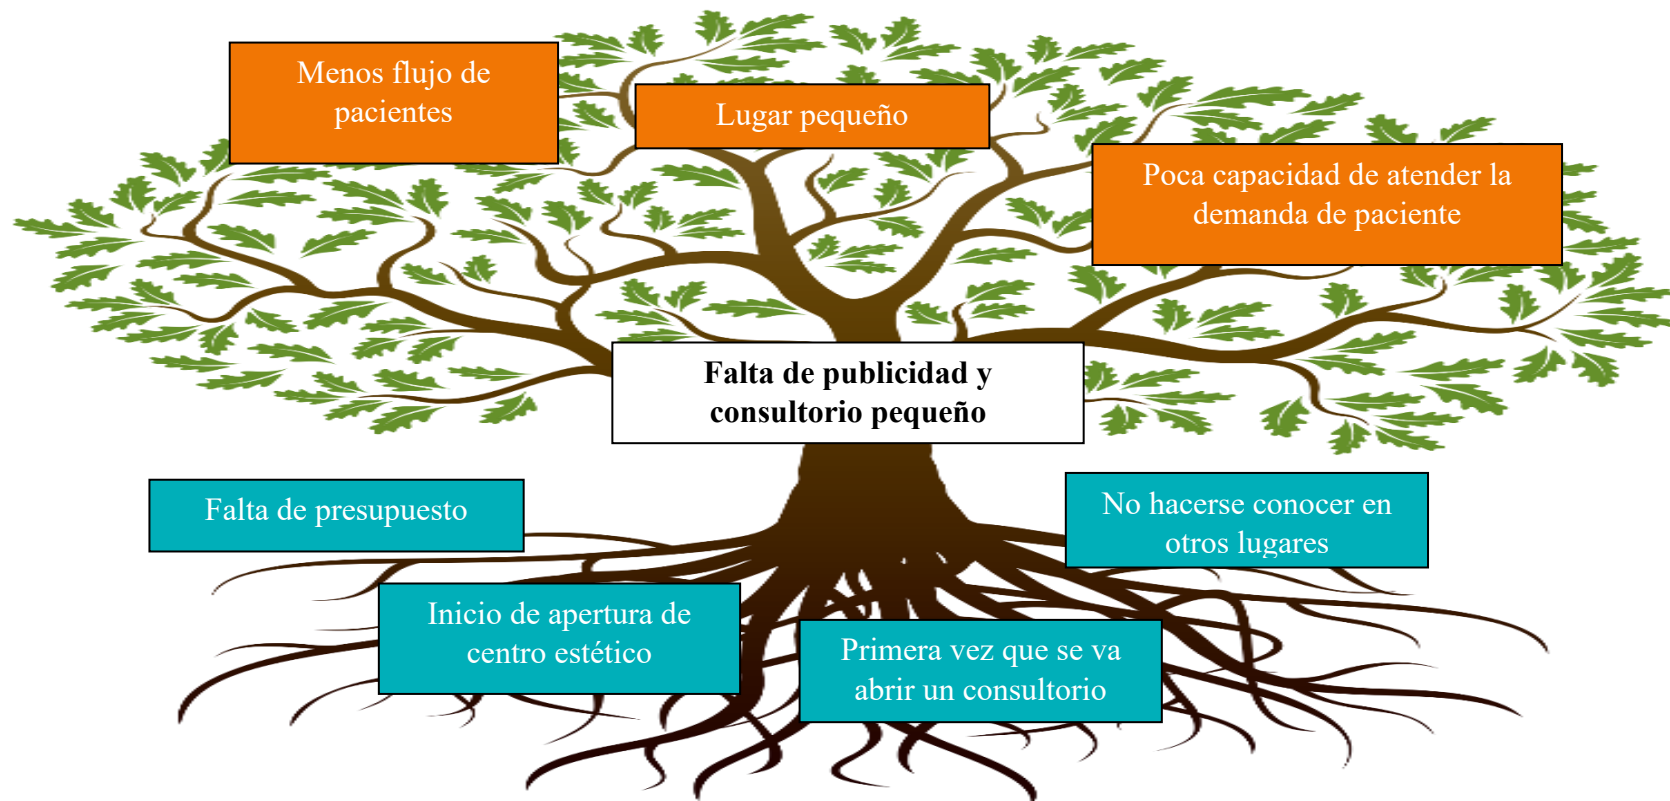 Menos flujo de
pacientes
Lugar pequeño
Poca capacidad de atender la
demanda de paciente
Falta de publicidad y
consultorio pequeño
Falta de presupuesto
No hacerse conocer en
otros lugares
Inicio de apertura de
centro estético
Primera vez que se va
abrir un consultorio